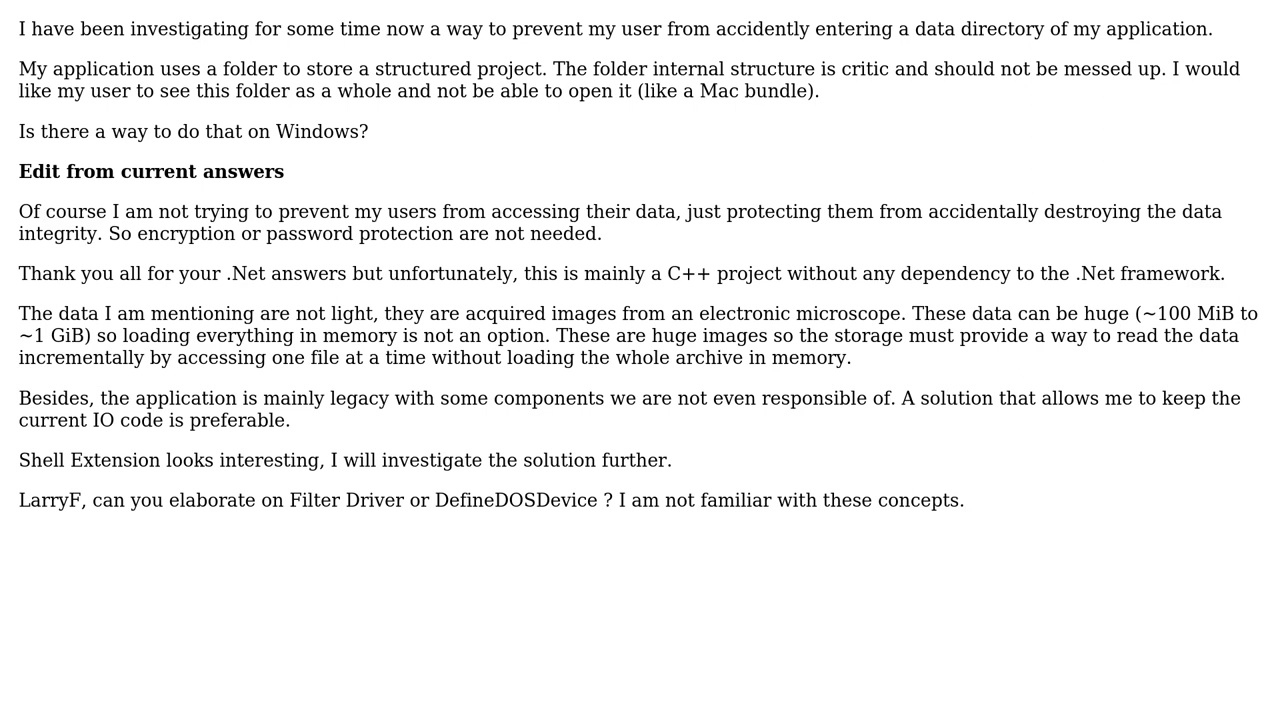 I have been investigating for some time now a way to prevent my user from accidently entering a data directory of my application.
My application uses a folder to store a structured project. The folder internal structure is critic and should not be messed up. I would
like my user to see this folder as a whole and not be able to open it (like a Mac bundle).
Is there a way to do that on Windows?
Edit from current answers
Of course I am not trying to prevent my users from accessing their data, just protecting them from accidentally destroying the data
integrity. So encryption or password protection are not needed.
Thank you all for your .Net answers but unfortunately, this is mainly a C++ project without any dependency to the .Net framework.
The data I am mentioning are not light, they are acquired images from an electronic microscope. These data can be huge (~100 MiB to
~1 GiB) so loading everything in memory is not an option. These are huge images so the storage must provide a way to read the data
incrementally by accessing one file at a time without loading the whole archive in memory.
Besides, the application is mainly legacy with some components we are not even responsible of. A solution that allows me to keep the
current IO code is preferable.
Shell Extension looks interesting, I will investigate the solution further.
LarryF, can you elaborate on Filter Driver or DefineDOSDevice ? I am not familiar with these concepts.